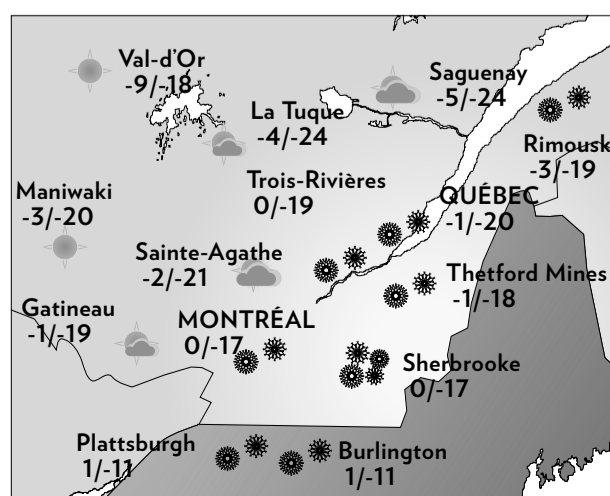 Val-d'Or
-9/-18
Saguenay
-5/-24
La Tuque
-4/-24
Rimousk
-3/-19
Trois-Rivières
0/-19
Maniwaki
-3/-20
QUÉBEC
-1/-20
Sainte-Agathe
-2/-21
Thetford Mines
-1/-18
Gatineau
-1/-19
MONTRÉAL
0/-17
Sherbrooke
0/-17
Plattsburgh
1/-11
Burlington
1/-11